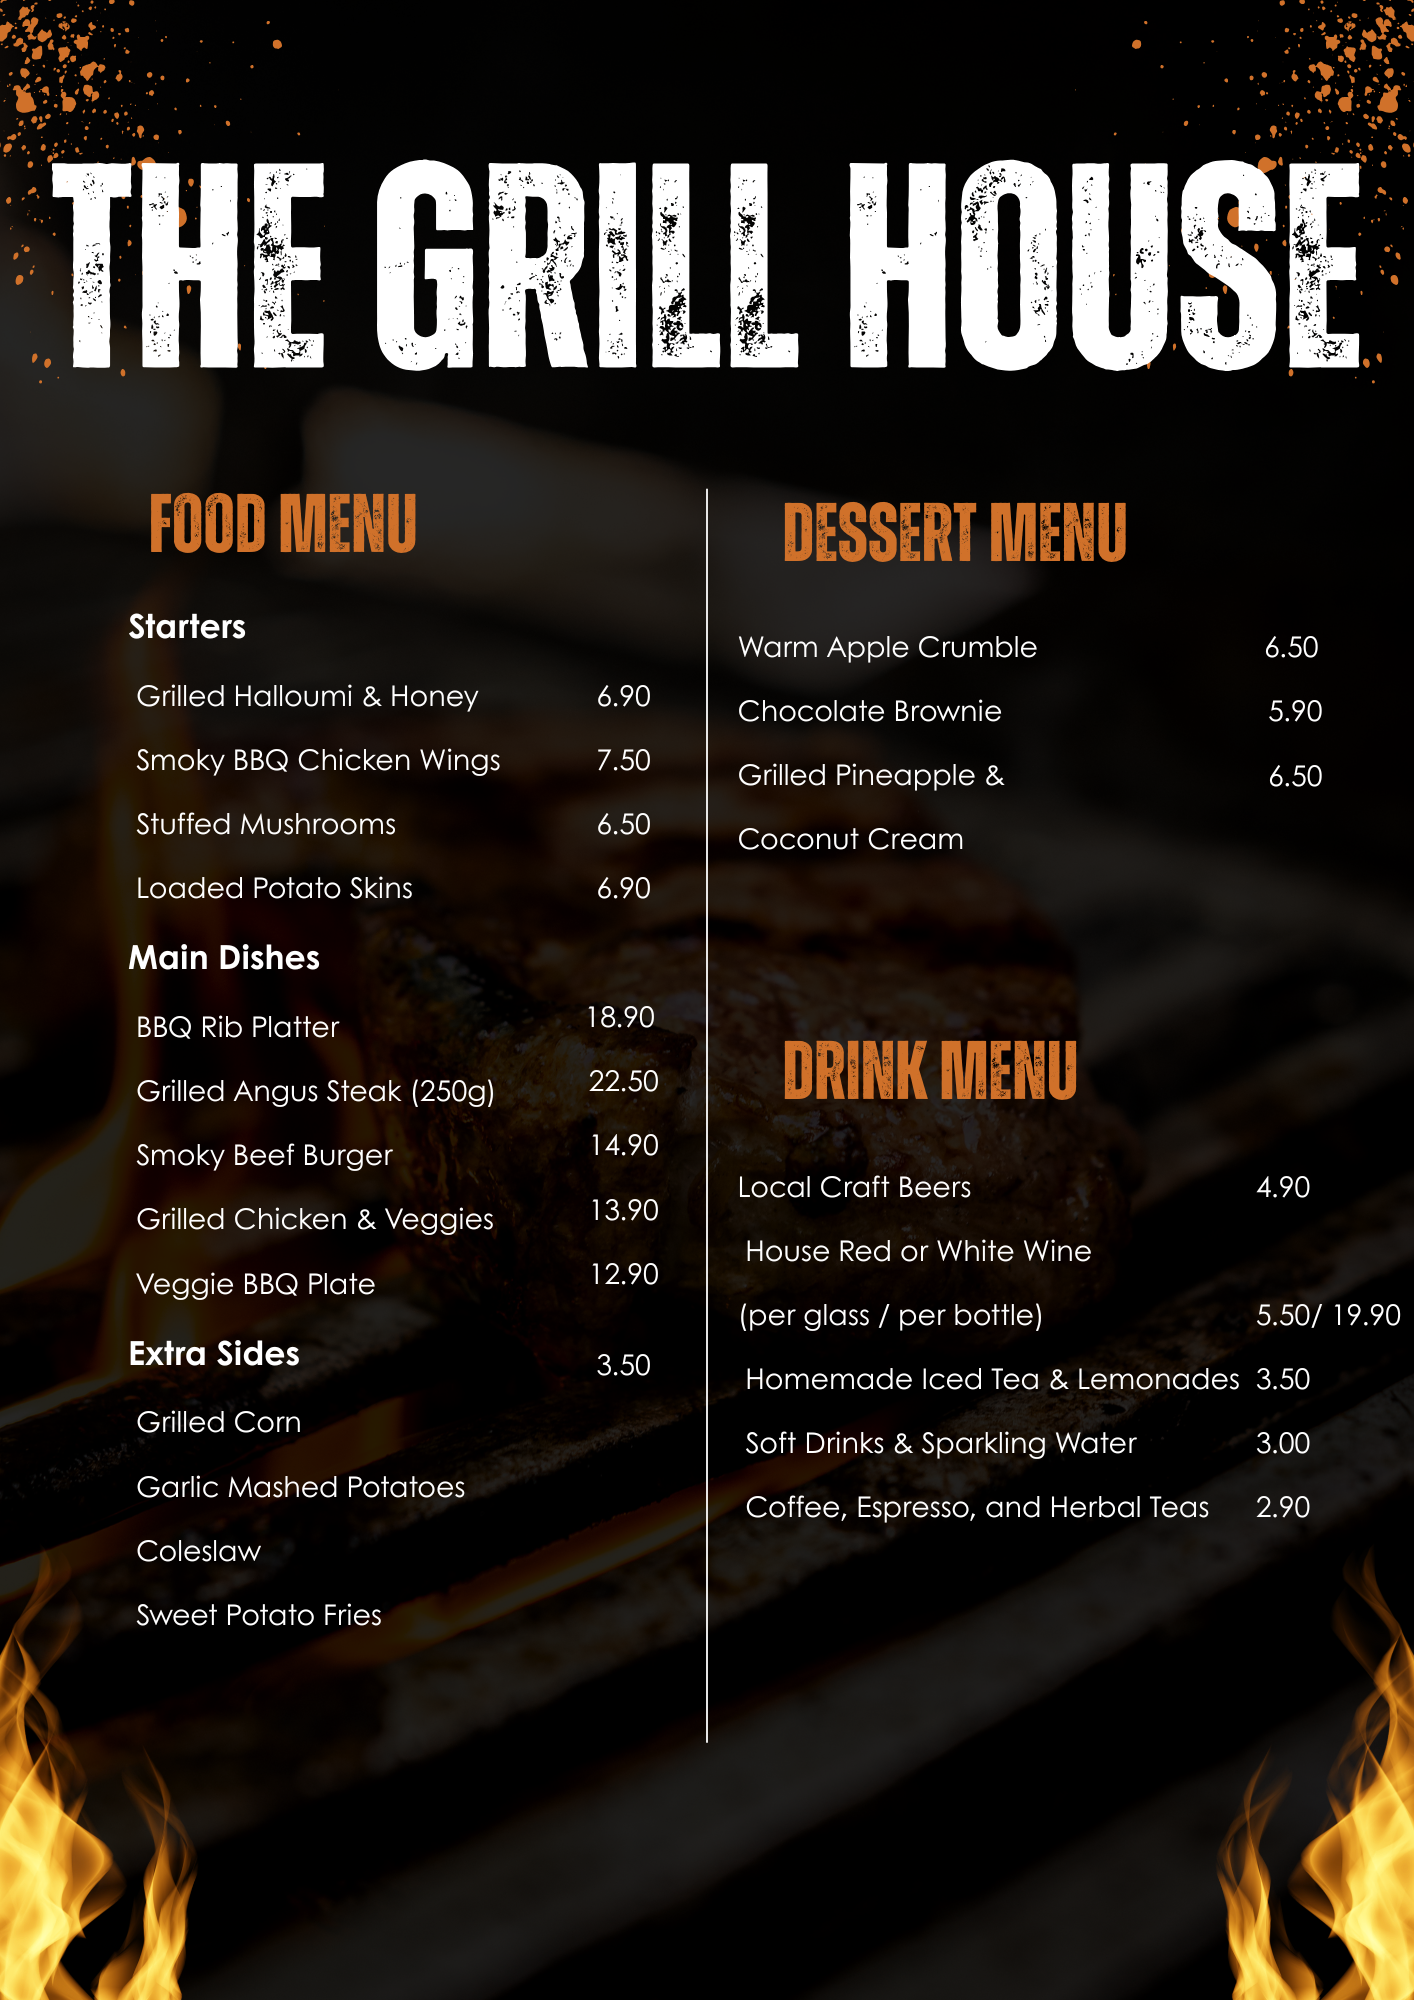 THE GRILL HOUSE
FOOD MENU
Starters
Grilled Halloumi & Honey 6.90
Smoky BBQ Chicken Wings 7.50
Stuffed Mushrooms 6.50
Loaded Potato Skins 6.90
Main Dishes
BBQ Rib Platter 18.90
Grilled Angus Steak (250g) 22.50
Smoky Beef Burger 14.90
Grilled Chicken & Veggies 13.90
Veggie BBQ Plate 12.90
Extra Sides 3.50
Grilled Corn
Garlic Mashed Potatoes
Coleslaw
Sweet Potato Fries
DESSERT MENU
Warm Apple Crumble 6.50
Chocolate Brownie 5.90
Grilled Pineapple & 6.50
Coconut Cream
DRINK MENU
Local Craft Beers 4.90
House Red or White Wine
(per glass / per bottle) 5.50/ 19.90
Homemade Iced Tea & Lemonades 3.50
Soft Drinks & Sparkling Water 3.00
Coffee, Espresso, and Herbal Teas 2.90